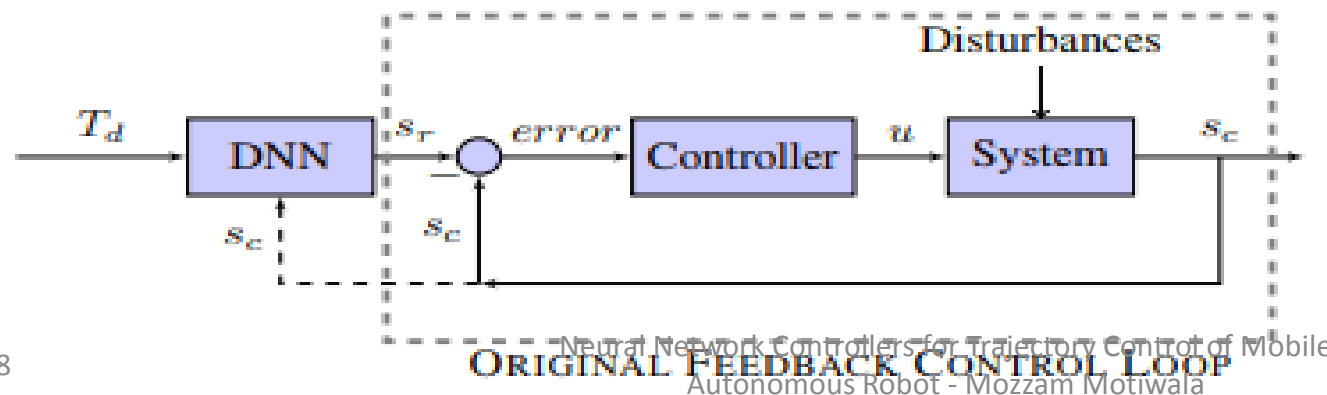 Disturbances
T_d
DNN
s_r
error
Controller
u
System
s_c
−
s_c
s_c
ORIGINAL FEEDBACK CONTROL LOOP
8
Neural Network Controllers for Trajectory Control of Mobile
Autonomous Robot - Mozzam Motiwala